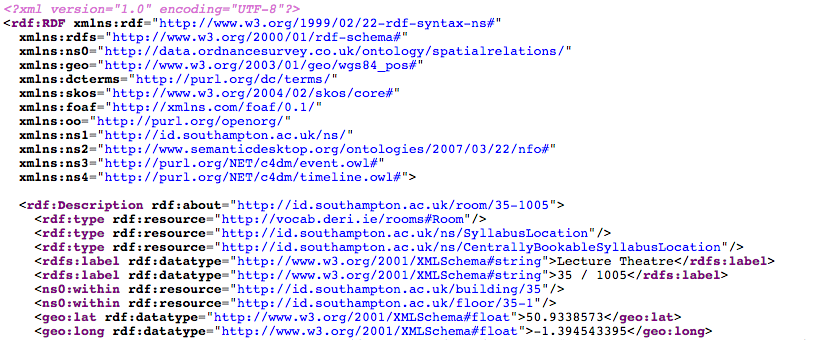 <?xml version="1.0" encoding="UTF-8"?>
<rdf:RDF xmlns:rdf="http://www.w3.org/1999/02/22-rdf-syntax-ns#"
  xmlns:rdfs="http://www.w3.org/2000/01/rdf-schema#"
  xmlns:ns0="http://data.ordnancesurvey.co.uk/ontology/spatialrelations/"
  xmlns:geo="http://www.w3.org/2003/01/geo/wgs84_pos#"
  xmlns:dcterms="http://purl.org/dc/terms/"
  xmlns:skos="http://www.w3.org/2004/02/skos/core#"
  xmlns:foaf="http://xmlns.com/foaf/0.1/"
  xmlns:oo="http://purl.org/openorg/"
  xmlns:ns1="http://id.southampton.ac.uk/ns/"
  xmlns:ns2="http://www.semanticdesktop.org/ontologies/2007/03/22/nfo#"
  xmlns:ns3="http://purl.org/NET/c4dm/event.owl#"
  xmlns:ns4="http://purl.org/NET/c4dm/timeline.owl#">
  <rdf:Description rdf:about="http://id.southampton.ac.uk/room/35-1005">
    <rdf:type rdf:resource="http://vocab.deri.ie/rooms#Room"/>
    <rdf:type rdf:resource="http://id.southampton.ac.uk/ns/SyllabusLocation"/>
    <rdf:type rdf:resource="http://id.southampton.ac.uk/ns/CentrallyBookableSyllabusLocation"/>
    <rdfs:label rdf:datatype="http://www.w3.org/2001/XMLSchema#string">Lecture Theatre</rdfs:label>
    <rdfs:label rdf:datatype="http://www.w3.org/2001/XMLSchema#string">35 / 1005</rdfs:label>
    <ns0:within rdf:resource="http://id.southampton.ac.uk/building/35"/>
    <ns0:within rdf:resource="http://id.southampton.ac.uk/floor/35-1"/>
    <geo:lat rdf:datatype="http://www.w3.org/2001/XMLSchema#float">50.9338573</geo:lat>
    <geo:long rdf:datatype="http://www.w3.org/2001/XMLSchema#float">-1.394543395</geo:long>